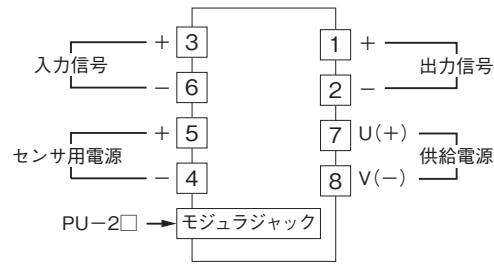 + 3
入力信号
− 6
+ 5
センサ用電源
− 4
PU−2□ モジュラジャック
1 +
出力信号
2 −
7 U(+)
供給電源
8 V(−)